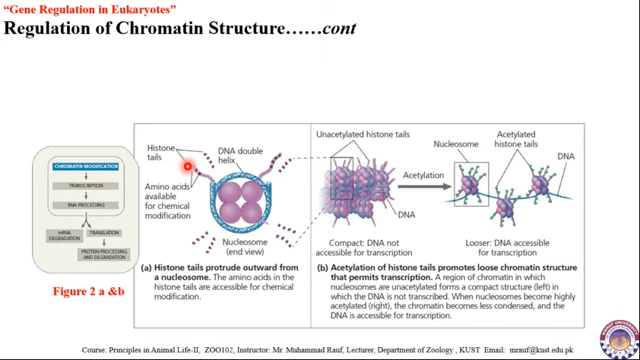 “Gene Regulation in Eukaryotes”
Regulation of Chromatin Structure……cont
CHROMATIN MODIFICATION
TRANSCRIPTION
RNA PROCESSING
mRNA
DEGRADATION
TRANSLATION
PROTEIN PROCESSING
AND DEGRADATION
Figure 2 a &b
Histone
tails
DNA double
helix
Amino acids
available
for chemical
modification
Nucleosome
(end view)
(a) Histone tails protrude outward from
a nucleosome. The amino acids in the
histone tails are accessible for chemical
modification.
Unacetylated histone tails
Nucleosome
Acetylated
histone tails
DNA
Acetylation
DNA
Compact: DNA not
accessible for transcription
Looser: DNA accessible
for transcription
(b) Acetylation of histone tails promotes loose chromatin structure
that permits transcription. A region of chromatin in which
nucleosomes are unacetylated forms a compact structure (left) in
which the DNA is not transcribed. When nucleosomes become highly
acetylated (right), the chromatin becomes less condensed, and the
DNA is accessible for transcription.
Course: Principles in Animal Life-II, ZOO102, Instructor: Mr. Muhammad Rauf, Lecturer, Department of Zoology , KUST Email: mrauf@kust.edu.pk